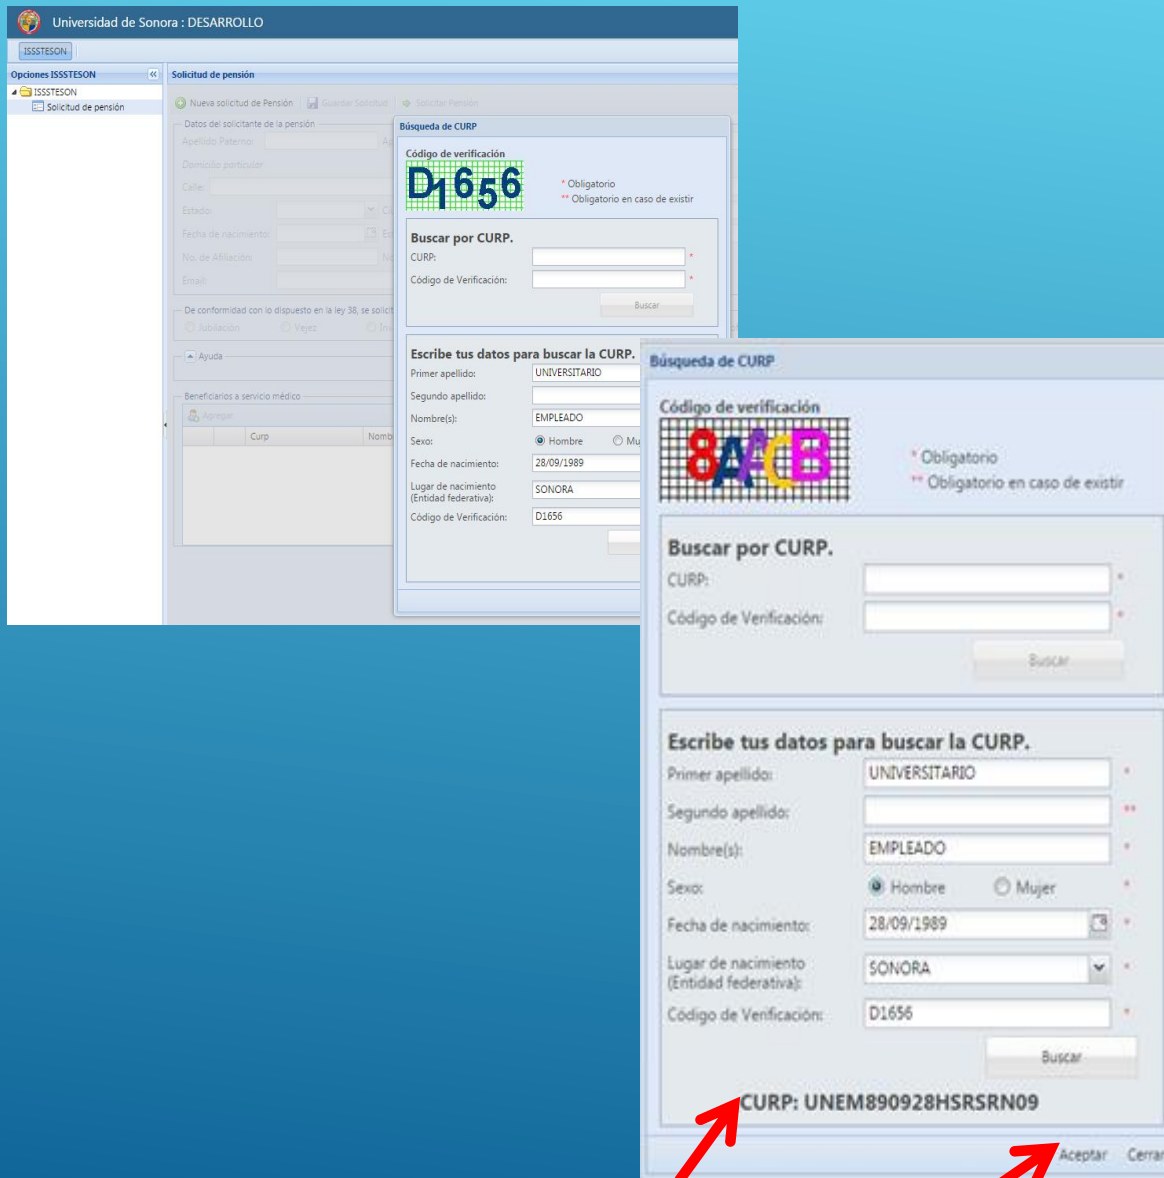 Universidad de Sonora : DESARROLLO
ISSSTESON
Opciones ISSSTESON
ISSSTESON
Solicitud de pensión
Solicitud de pensión
Nueva solicitud de Pensión Guardar Solicitud Solicitar Pensión
Datos del solicitante de la pensión
Apellido Paterno:
Domicilio particular
Calle:
Estado:
Fecha de nacimiento:
No. de Afiliación:
Email:
De conformidad con lo dispuesto en la ley 38, se solicit
Jubilación Vejez
Ayuda
Beneficiarios a servicio médico
Agregar
Curp Nomb
Búsqueda de CURP
Código de verificación
D1656
* Obligatorio
** Obligatorio en caso de existir
Buscar por CURP.
CURP: *
Código de Verificación: *
Buscar
Escribe tus datos para buscar la CURP.
Primer apellido: UNIVERSITARIO
Segundo apellido:
Nombre(s): EMPLEADO
Sexo: Hombre Mu
Fecha de nacimiento: 28/09/1989
Lugar de nacimiento
(Entidad federativa): SONORA
Código de Verificación: D1656
Búsqueda de CURP
Código de verificación
8AACB
* Obligatorio
** Obligatorio en caso de existir
Buscar por CURP.
CURP: *
Código de Verificación: *
Buscar
Escribe tus datos para buscar la CURP.
Primer apellido: UNIVERSITARIO *
Segundo apellido: **
Nombre(s): EMPLEADO *
Sexo: Hombre Mujer *
Fecha de nacimiento: 28/09/1989 *
Lugar de nacimiento
(Entidad federativa): SONORA *
Código de Verificación: D1656 *
Buscar
CURP: UNEM890928HSRSRN09
Aceptar Cerrar